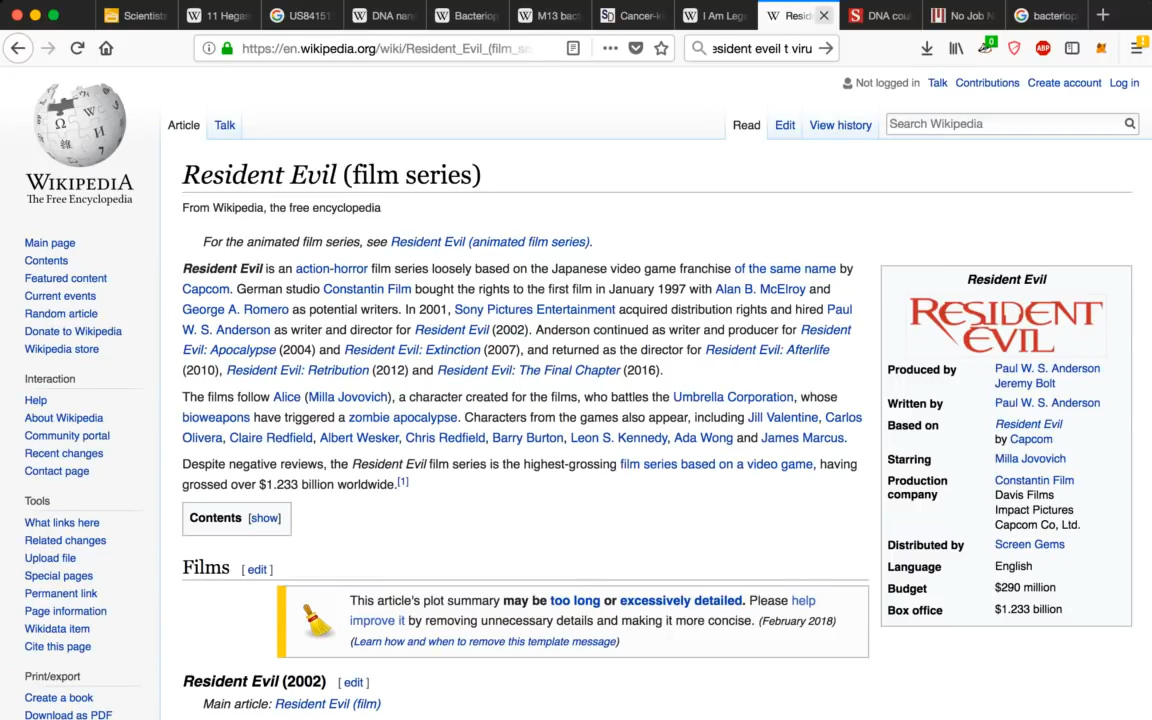 Scientists
11 Hegas
US84151
DNA nan
Bacteriop
M13 bact
Cancer-k
I Am Leg
Resid
DNA cou
No Job N
bacteriop
https://en.wikipedia.org/wiki/Resident_Evil_(film_se
esident eveil t viru
0
ABP
Not logged in Talk Contributions Create account Log in
Article Talk
Read Edit View history
Search Wikipedia
WIKIPEDIA
The Free Encyclopedia
Main page
Contents
Featured content
Current events
Random article
Donate to Wikipedia
Wikipedia store
Interaction
Help
About Wikipedia
Community portal
Recent changes
Contact page
Tools
What links here
Related changes
Upload file
Special pages
Permanent link
Page information
Wikidata item
Cite this page
Print/export
Create a book
Download as PDF
Resident Evil (film series)
From Wikipedia, the free encyclopedia
For the animated film series, see Resident Evil (animated film series).
Resident Evil is an action-horror film series loosely based on the Japanese video game franchise of the same name by
Capcom. German studio Constantin Film bought the rights to the first film in January 1997 with Alan B. McElroy and
George A. Romero as potential writers. In 2001, Sony Pictures Entertainment acquired distribution rights and hired Paul
W. S. Anderson as writer and director for Resident Evil (2002). Anderson continued as writer and producer for Resident
Evil: Apocalypse (2004) and Resident Evil: Extinction (2007), and returned as the director for Resident Evil: Afterlife
(2010), Resident Evil: Retribution (2012) and Resident Evil: The Final Chapter (2016).
The films follow Alice (Milla Jovovich), a character created for the films, who battles the Umbrella Corporation, whose
bioweapons have triggered a zombie apocalypse. Characters from the games also appear, including Jill Valentine, Carlos
Olivera, Claire Redfield, Albert Wesker, Chris Redfield, Barry Burton, Leon S. Kennedy, Ada Wong and James Marcus.
Despite negative reviews, the Resident Evil film series is the highest-grossing film series based on a video game, having
grossed over $1.233 billion worldwide.[1]
Contents [show]
Films [ edit ]
This article's plot summary may be too long or excessively detailed. Please help
improve it by removing unnecessary details and making it more concise. (February 2018)
(Learn how and when to remove this template message)
Resident Evil (2002) [ edit ]
Main article: Resident Evil (film)
Resident Evil
RESIDENT
EVIL
Produced by Paul W. S. Anderson
Jeremy Bolt
Written by Paul W. S. Anderson
Based on Resident Evil
by Capcom
Starring Milla Jovovich
Production Constantin Film
company Davis Films
Impact Pictures
Capcom Co, Ltd.
Distributed by Screen Gems
Language English
Budget $290 million
Box office $1.233 billion